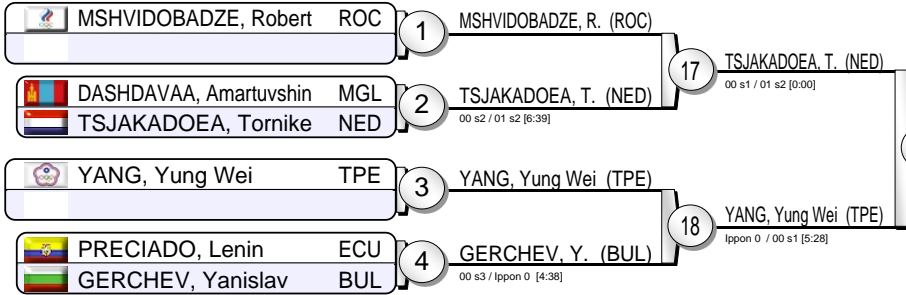 MSHVIDOBADZE, Robert ROC
1
MSHVIDOBADZE, R. (ROC)
DASHDAVAA, Amartuvshin MGL
TSJAKADOEA, Tornike NED
2
TSJAKADOEA, T. (NED)
00 s2 / 01 s2 [6:39]
17
TSJAKADOEA, T. (NED)
00 s1 / 01 s2 [0:00]
YANG, Yung Wei TPE
3
YANG, Yung Wei (TPE)
PRECIADO, Lenin ECU
GERCHEV, Yanislav BUL
4
GERCHEV, Y. (BUL)
00 s3 / Ippon 0 [4:38]
18
YANG, Yung Wei (TPE)
Ippon 0 / 00 s1 [5:28]